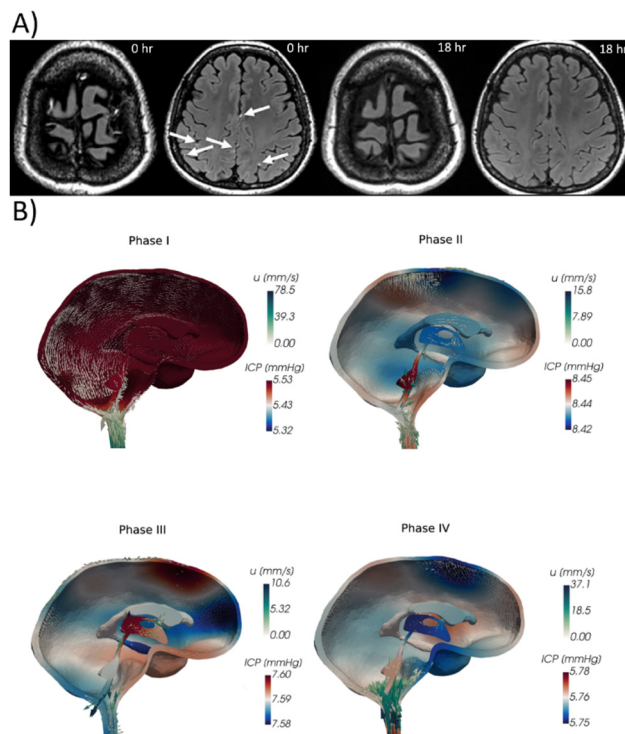 A)
0 hr
0 hr
18 hr
18 hr
B)
Phase I
u (mm/s)
78.5
39.3
0.00
ICP (mmHg)
5.53
5.43
5.32
Phase II
u (mm/s)
15.8
7.89
0.00
ICP (mmHg)
8.45
8.44
8.42
Phase III
u (mm/s)
10.6
5.32
0.00
ICP (mmHg)
7.60
7.59
7.58
Phase IV
u (mm/s)
37.1
18.5
0.00
ICP (mmHg)
5.78
5.76
5.75